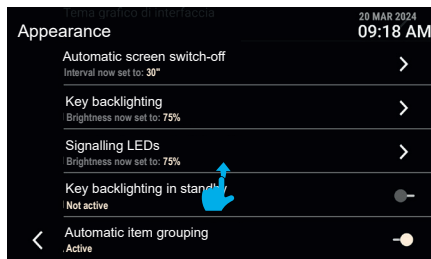 Tema grafico di interfaccia
20 MAR 2024
Appearance
09:18 AM
Automatic screen switch-off
Interval now set to: 30"
Key backlighting
Brightness now set to: 75%
Signalling LEDs
Brightness now set to: 75%
Key backlighting in standby
Not active
Automatic item grouping
Active